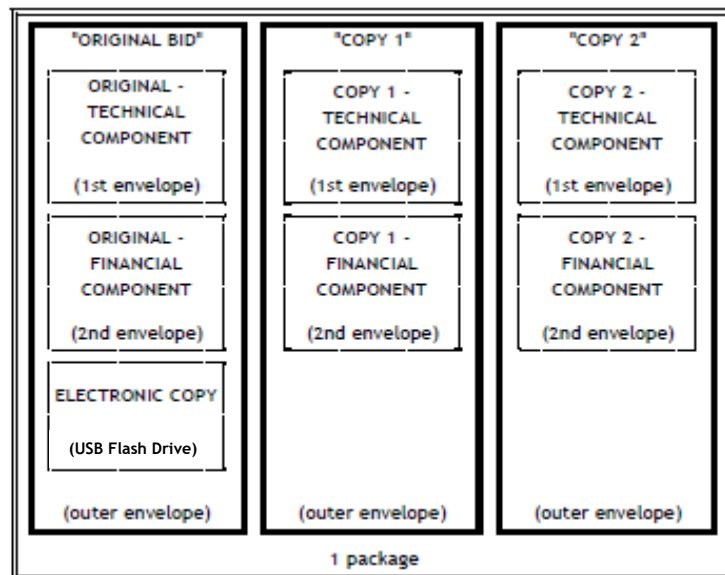 "ORIGINAL BID"
ORIGINAL -
TECHNICAL
COMPONENT
(1st envelope)
ORIGINAL -
FINANCIAL
COMPONENT
(2nd envelope)
ELECTRONIC COPY
(USB Flash Drive)
(outer envelope)
"COPY 1"
COPY 1 -
TECHNICAL
COMPONENT
(1st envelope)
COPY 1 -
FINANCIAL
COMPONENT
(2nd envelope)
(outer envelope)
"COPY 2"
COPY 2 -
TECHNICAL
COMPONENT
(1st envelope)
COPY 2 -
FINANCIAL
COMPONENT
(2nd envelope)
(outer envelope)
1 package